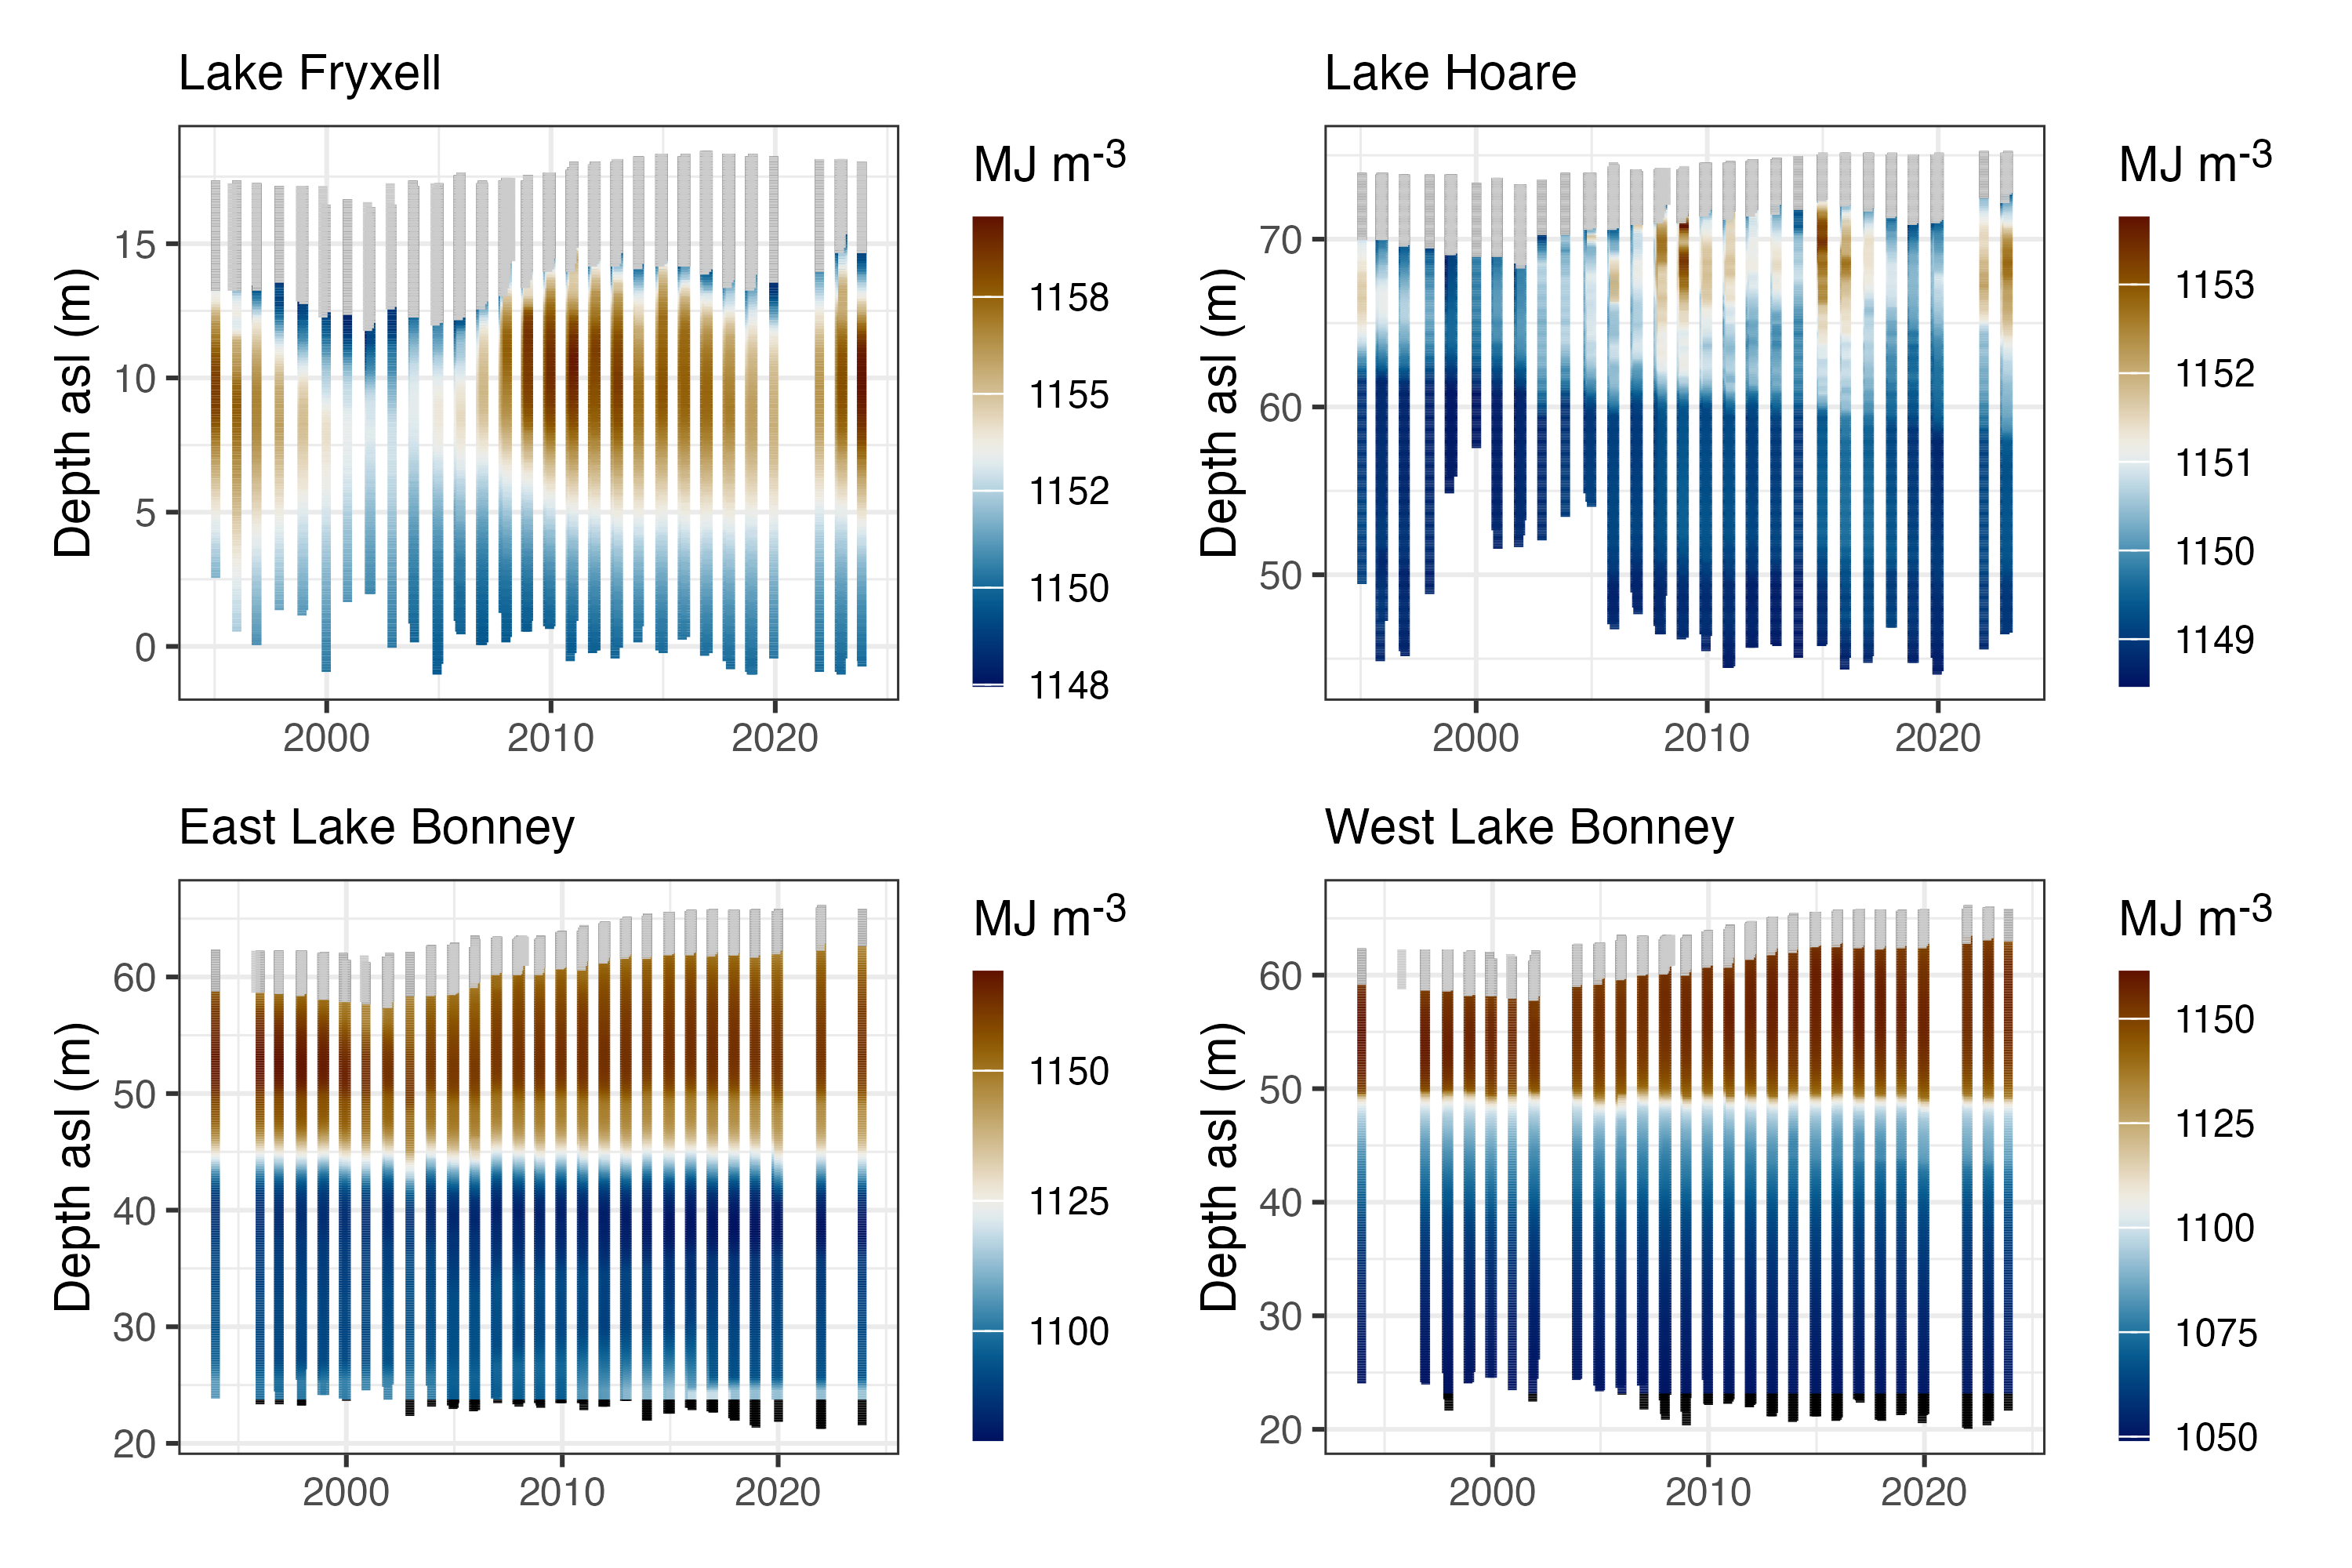 Lake Fryxell
Depth asl (m)
15
10
5
0
2000 2010 2020
MJ m-3
1158
1155
1152
1150
1148
Lake Hoare
Depth asl (m)
70
60
50
2000 2010 2020
MJ m-3
1153
1152
1151
1150
1149
East Lake Bonney
Depth asl (m)
60
50
40
30
20
2000 2010 2020
MJ m-3
1150
1125
1100
West Lake Bonney
Depth asl (m)
60
50
40
30
20
2000 2010 2020
MJ m-3
1150
1125
1100
1075
1050